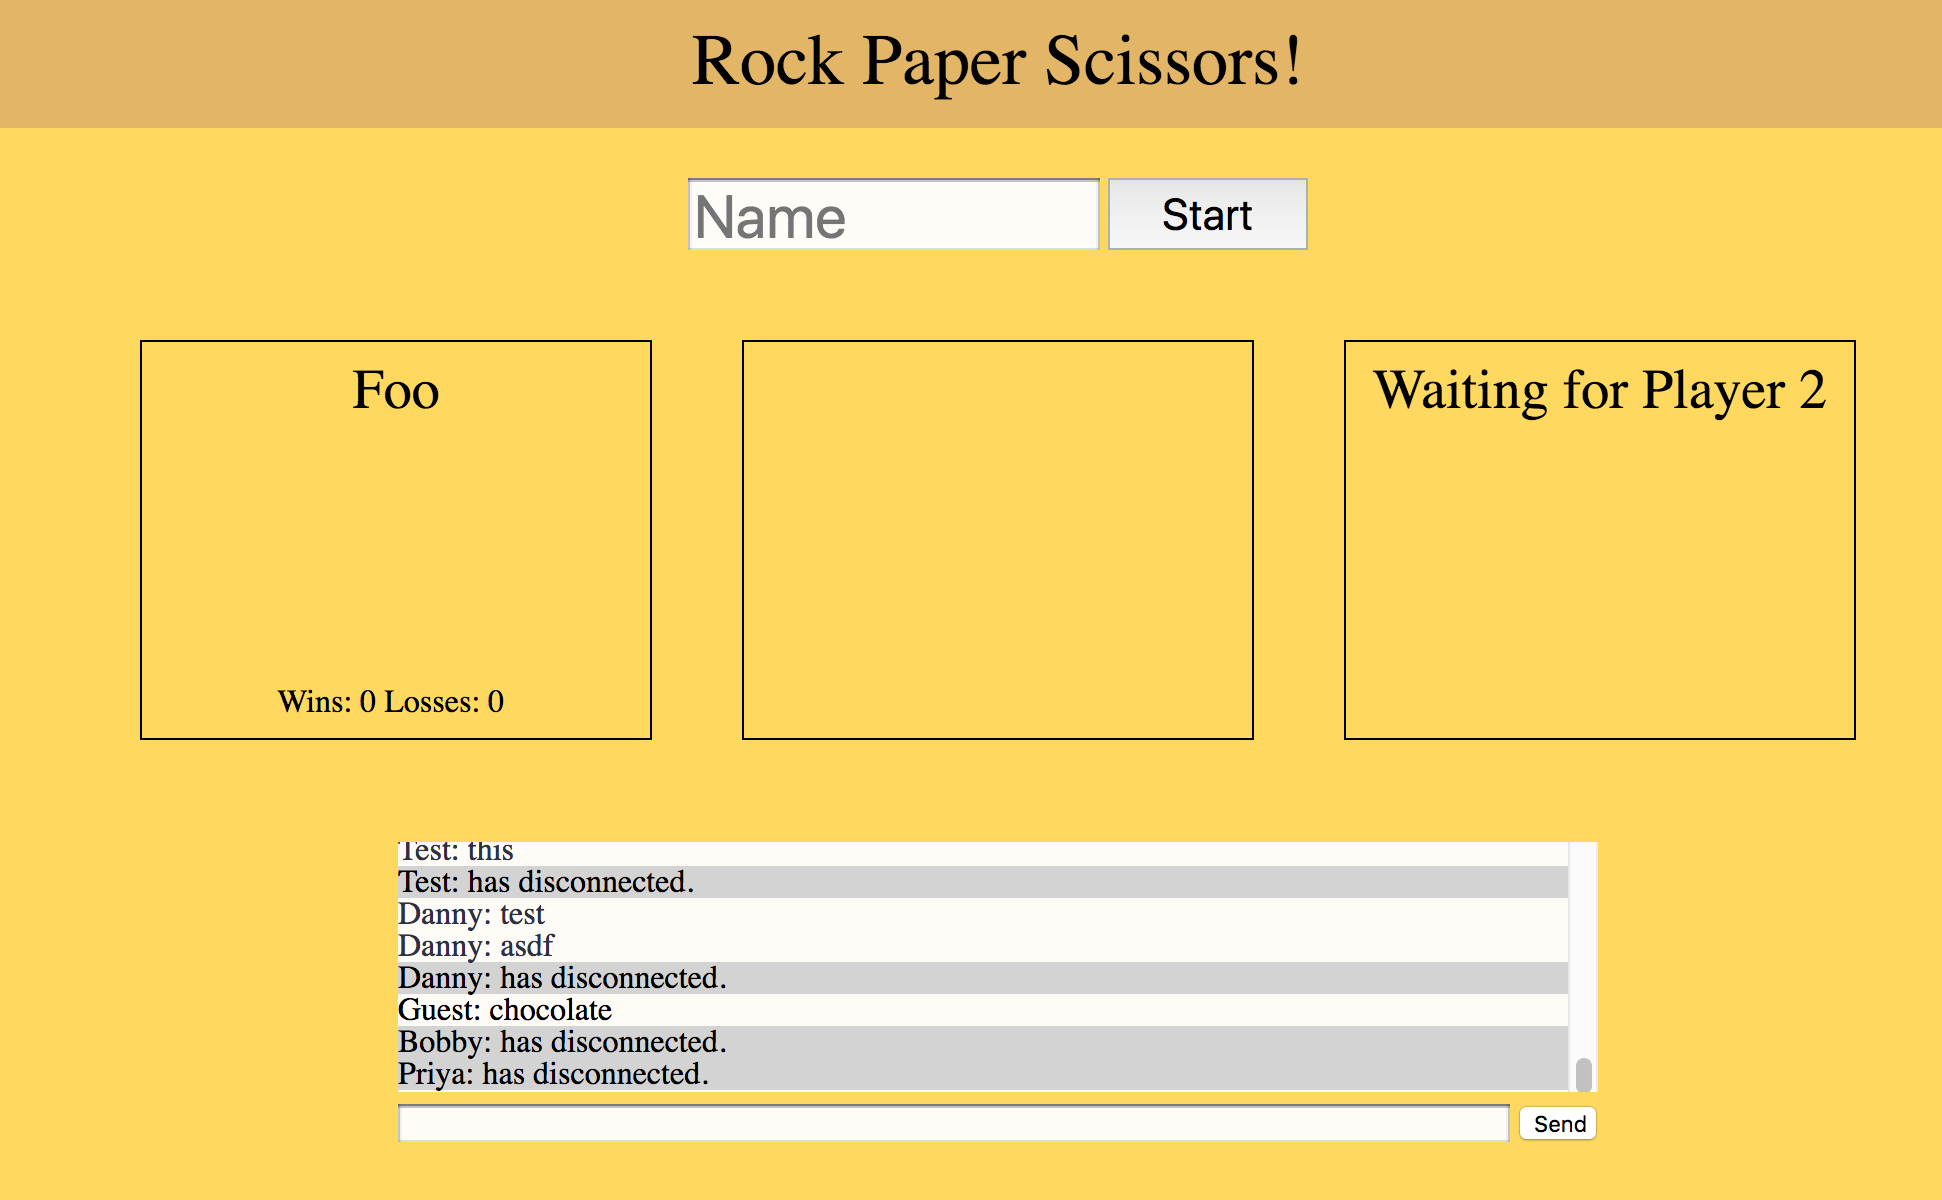 Rock Paper Scissors!
Name
Start
Foo
Waiting for Player 2
Wins: 0 Losses: 0
Test: this
Test: has disconnected.
Danny: test
Danny: asdf
Danny: has disconnected.
Guest: chocolate
Bobby: has disconnected.
Priya: has disconnected.
Send